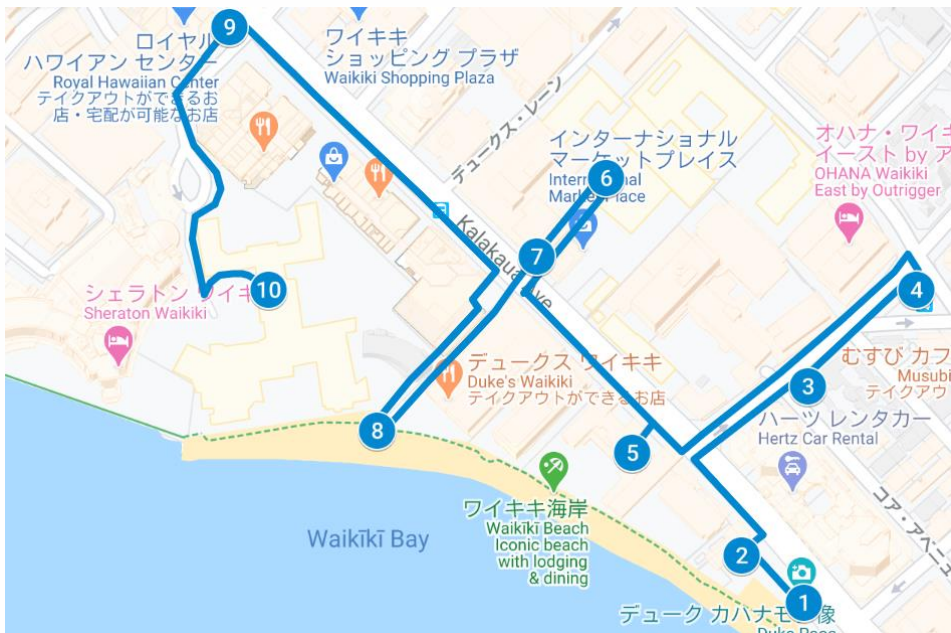 9
ロイヤル
ハワイアン センター
Royal Hawaiian Center
テイクアウトができるお
店・宅配が可能なお店
ワイキキ
ショッピング プラザ
Waikiki Shopping Plaza
デュークス・レーン
インターナショナル
マーケットプレイス
International
Market Place
6
オハナ・ワイキ
イースト by ア
OHANA Waikiki
East by Outrigger
7
Kalakaua Ave
4
10
シェラトン ワイキ
Sheraton Waikiki
デュークス ワイキキ
Duke's Waikiki
テイクアウトができるお店
むすび カフ
Musubi
テイクアウ
3
8
5
ハーツ レンタカー
Hertz Car Rental
ワイキキ海岸
Waikīkī Beach
Iconic beach
with lodging
& dining
Waikīkī Bay
コア・アベニュ
2
1
デューク カハナモ
像